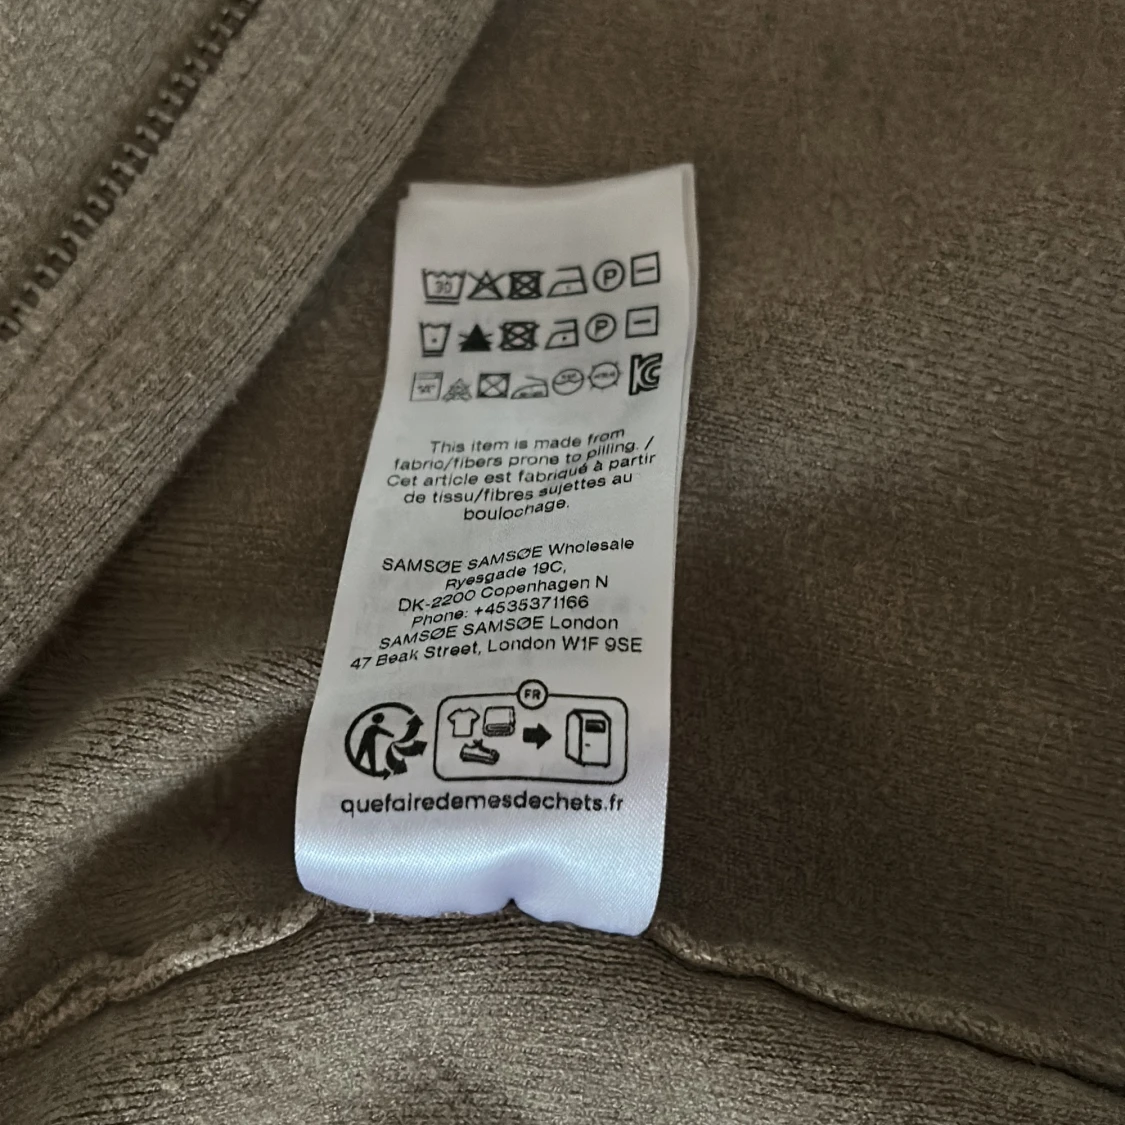 30
P
P
KC
This item is made from
fabric/fibers prone to pilling. /
Cet article est fabriqué à partir
de tissu/fibres sujettes au
boulochage.
SAMSØE SAMSØE Wholesale
Ryesgade 19C,
DK-2200 Copenhagen N
Phone: +4535371166
SAMSØE SAMSØE London
47 Beak Street, London W1F 9SE
FR
quefairedemesdechets.fr